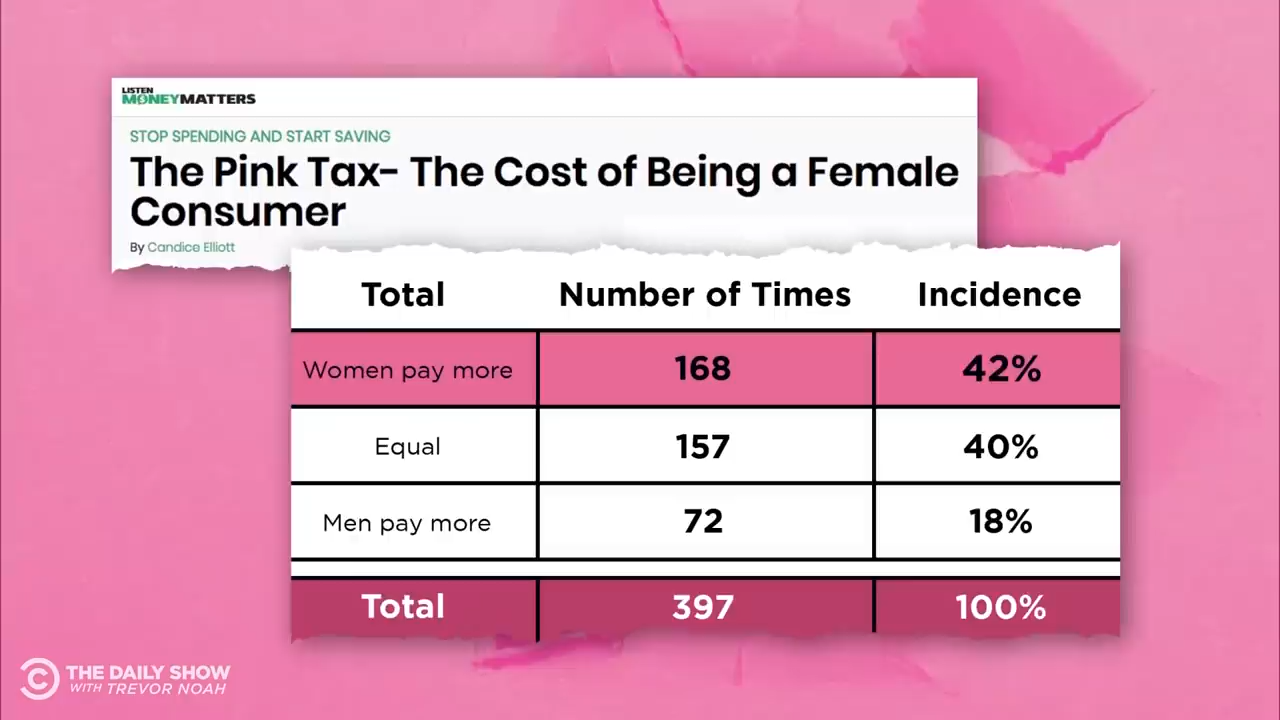 LISTEN
MONEYMATTERS
STOP SPENDING AND START SAVING
The Pink Tax- The Cost of Being a Female
Consumer
By Candice Elliott
Total Number of Times Incidence
Women pay more 168 42%
Equal 157 40%
Men pay more 72 18%
Total 397 100%
THE DAILY SHOW
WITH TREVOR NOAH